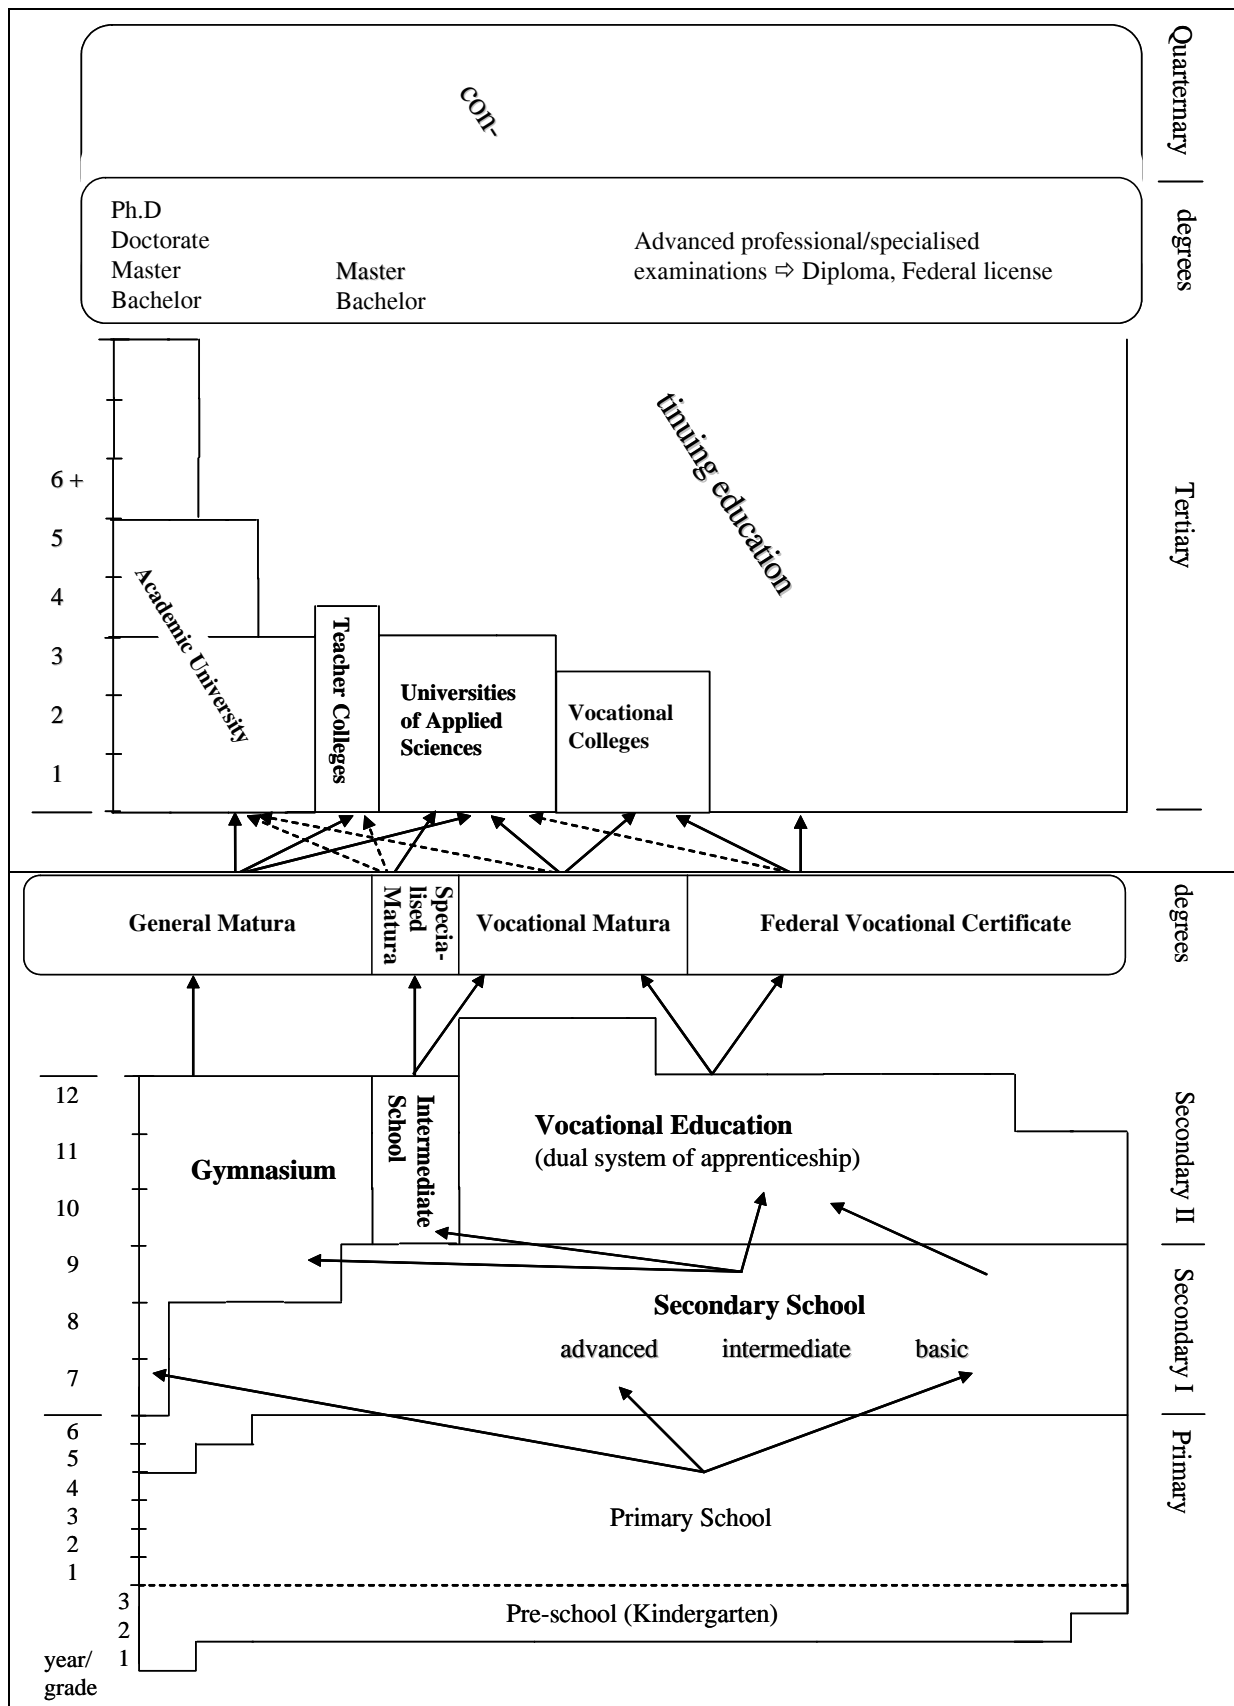 Quarternary
con-
degrees
Ph.D
Doctorate
Master
Bachelor
Master
Bachelor
Advanced professional/specialised
examinations ⇨ Diploma, Federal license
Tertiary
tinuing education
6 +
5
4
3
2
1
Academic University
Teacher Colleges
Universities
of Applied
Sciences
Vocational
Colleges
degrees
General Matura
Specia-
lised
Matura
Vocational Matura
Federal Vocational Certificate
Secondary II
12
11
10
Gymnasium
Intermediate
School
Vocational Education
(dual system of apprenticeship)
Secondary I
9
8
7
Secondary School
advanced
intermediate
basic
Primary
6
5
4
3
2
1
Primary School
3
2
1
Pre-school (Kindergarten)
year/
grade